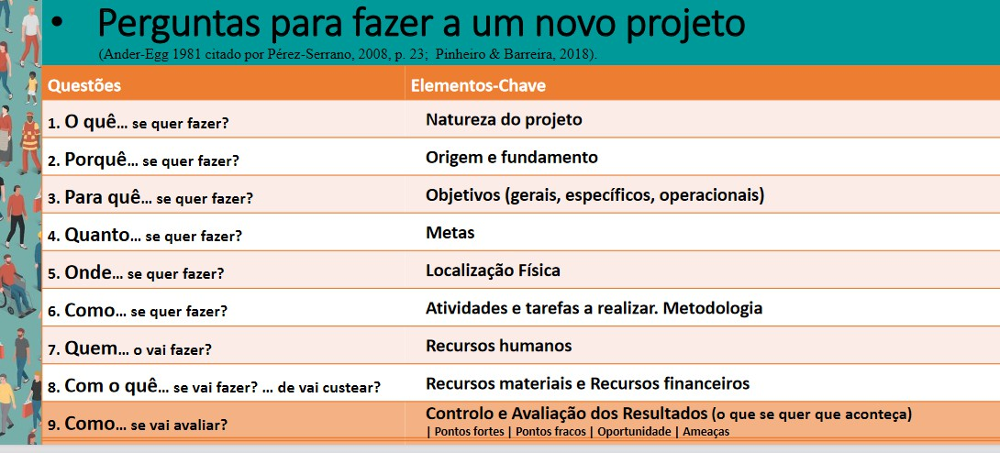 • Perguntas para fazer a um novo projeto
(Ander-Egg 1981 citado por Pérez-Serrano, 2008, p. 23; Pinheiro & Barreira, 2018).
Questões Elementos-Chave
1. O quê... se quer fazer? Natureza do projeto
2. Porquê... se quer fazer? Origem e fundamento
3. Para quê... se quer fazer? Objetivos (gerais, específicos, operacionais)
4. Quanto... se quer fazer? Metas
5. Onde... se quer fazer? Localização Física
6. Como... se quer fazer? Atividades e tarefas a realizar. Metodologia
7. Quem... o vai fazer? Recursos humanos
8. Com o quê... se vai fazer? ... de vai custear? Recursos materiais e Recursos financeiros
9. Como... se vai avaliar? Controlo e Avaliação dos Resultados (o que se quer que aconteça)
| Pontos fortes | Pontos fracos | Oportunidade | Ameaças